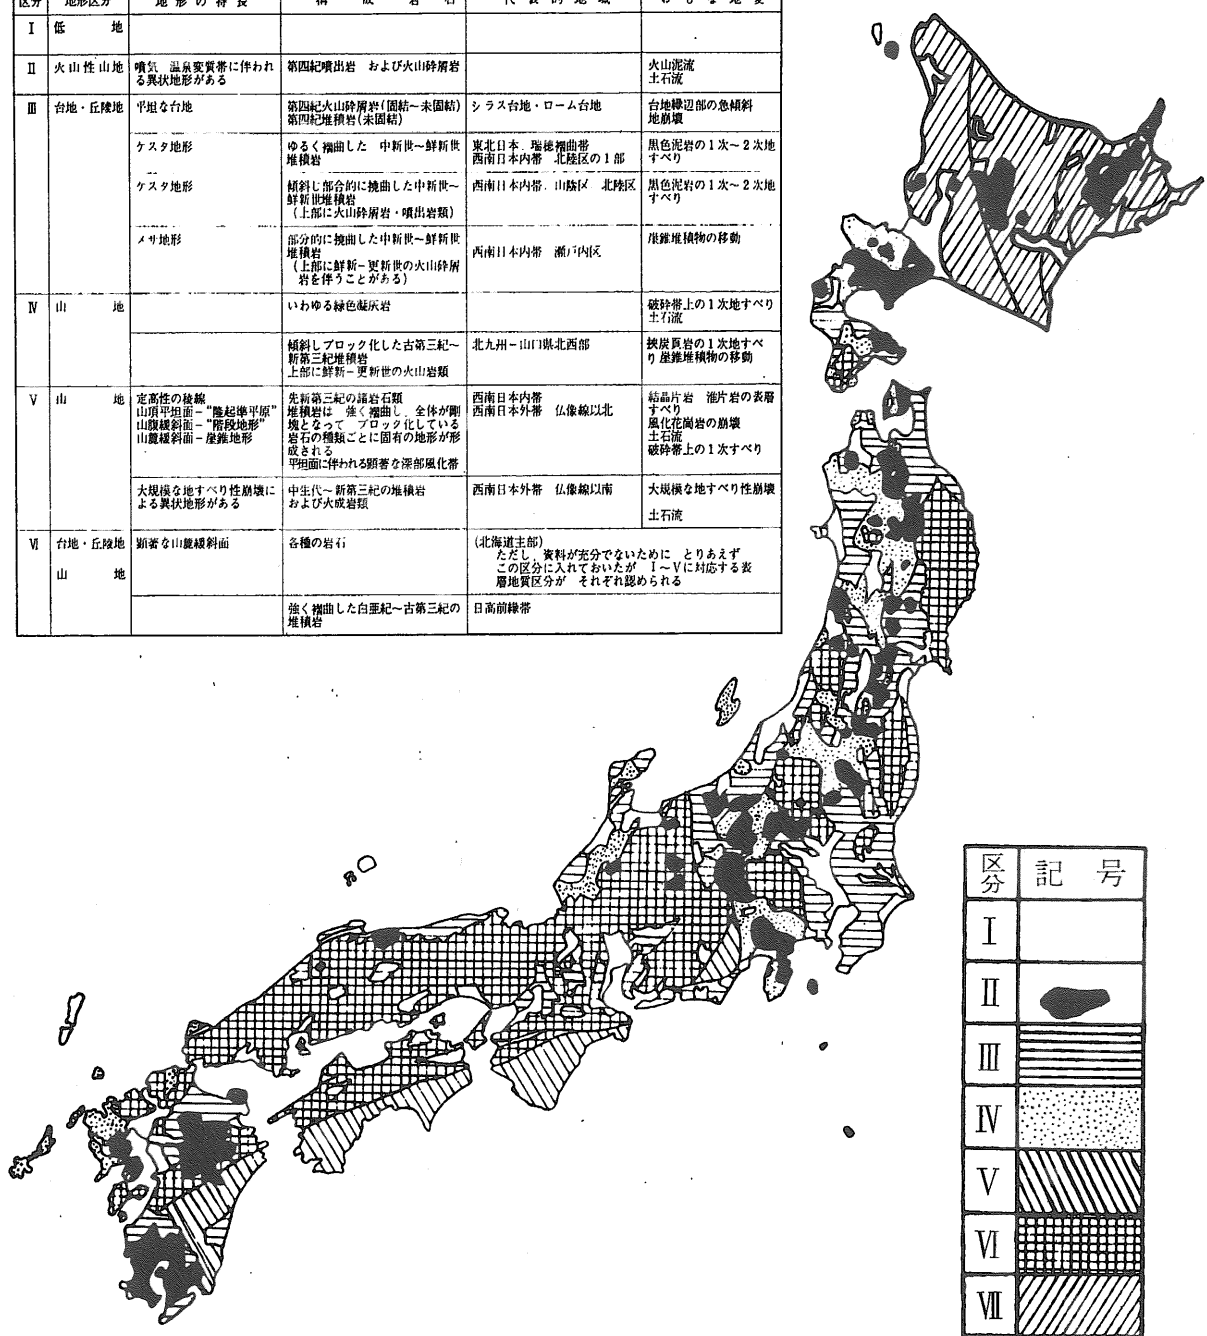 区分 地形区分 地形の特長 構成岩石 代表的地域 おもな地変
Ⅰ 低地
Ⅱ 火山性山地 噴気 温泉変質帯に伴われ 第四紀噴出岩 および火山砕屑岩 火山泥流
る異状地形がある 土石流
Ⅲ 台地・丘陵地 平坦な台地 第四紀火山砕屑岩(固結〜未固結) シラス台地・ローム台地 台地縁辺部の急傾斜
第四紀堆積岩(未固結) 地崩壊
ケスタ地形 ゆるく褶曲した 中新世〜鮮新世 東北日本 瑞穂褶曲帯 黒色泥岩の1次〜2次地
堆積岩 西南日本内帯 北陸区の1部 すべり
ケスタ地形 傾斜し部分的に撓曲した中新世〜 西南日本内帯 山陰区 北陸区 黒色泥岩の1次〜2次地
鮮新世堆積岩 すべり
(上部に火山砕屑岩・噴出岩類)
メサ地形 部分的に撓曲した中新世〜鮮新世 崖錐堆積物の移動
堆積岩 西南日本内帯 瀬戸内区
(上部に鮮新−更新世の火山砕屑
岩を伴うことがある)
Ⅳ 山地 いわゆる緑色凝灰岩 破砕帯上の1次地すべり
土石流
傾斜しブロック化した古第三紀〜 北九州−山口県北西部 挾炭頁岩の1次地すべ
新第三紀堆積岩 り崖錐堆積物の移動
上部に鮮新−更新世の火山岩類
Ⅴ 山地 定高性の稜線 先新第三紀の諸岩石類 西南日本内帯 結晶片岩 准片岩の表層
山頂平坦面−“隆起準平原” 堆積岩は 強く褶曲し、全体が剛 西南日本外帯 仏像線以北 すべり
山腹緩斜面−“階段地形” 塊となって ブロック化している 風化花崗岩の崩壊
山麓緩斜面−崖錐地形 岩石の種類ごとに固有の地形が形 土石流
成される 破砕帯上の1次すべり
平坦面に伴われる顕著な深部風化帯
大規模な地すべり性崩壊に 中生代〜新第三紀の堆積岩 西南日本外帯 仏像線以南 大規模な地すべり性崩壊
よる異状地形がある および火成岩類
土石流
Ⅵ 台地・丘陵地 顕著な山麓緩斜面 各種の岩石 (北海道主部)
ただし、資料が充分でないために とりあえず
山地 この区分に入れておいたが Ⅰ〜Ⅴに対応する表
層地質区分が それぞれ認められる
強く褶曲した白亜紀〜古第三紀の 日高前縁帯
堆積岩
区分 記号
Ⅰ
Ⅱ
Ⅲ
Ⅳ
Ⅴ
Ⅵ
Ⅶ